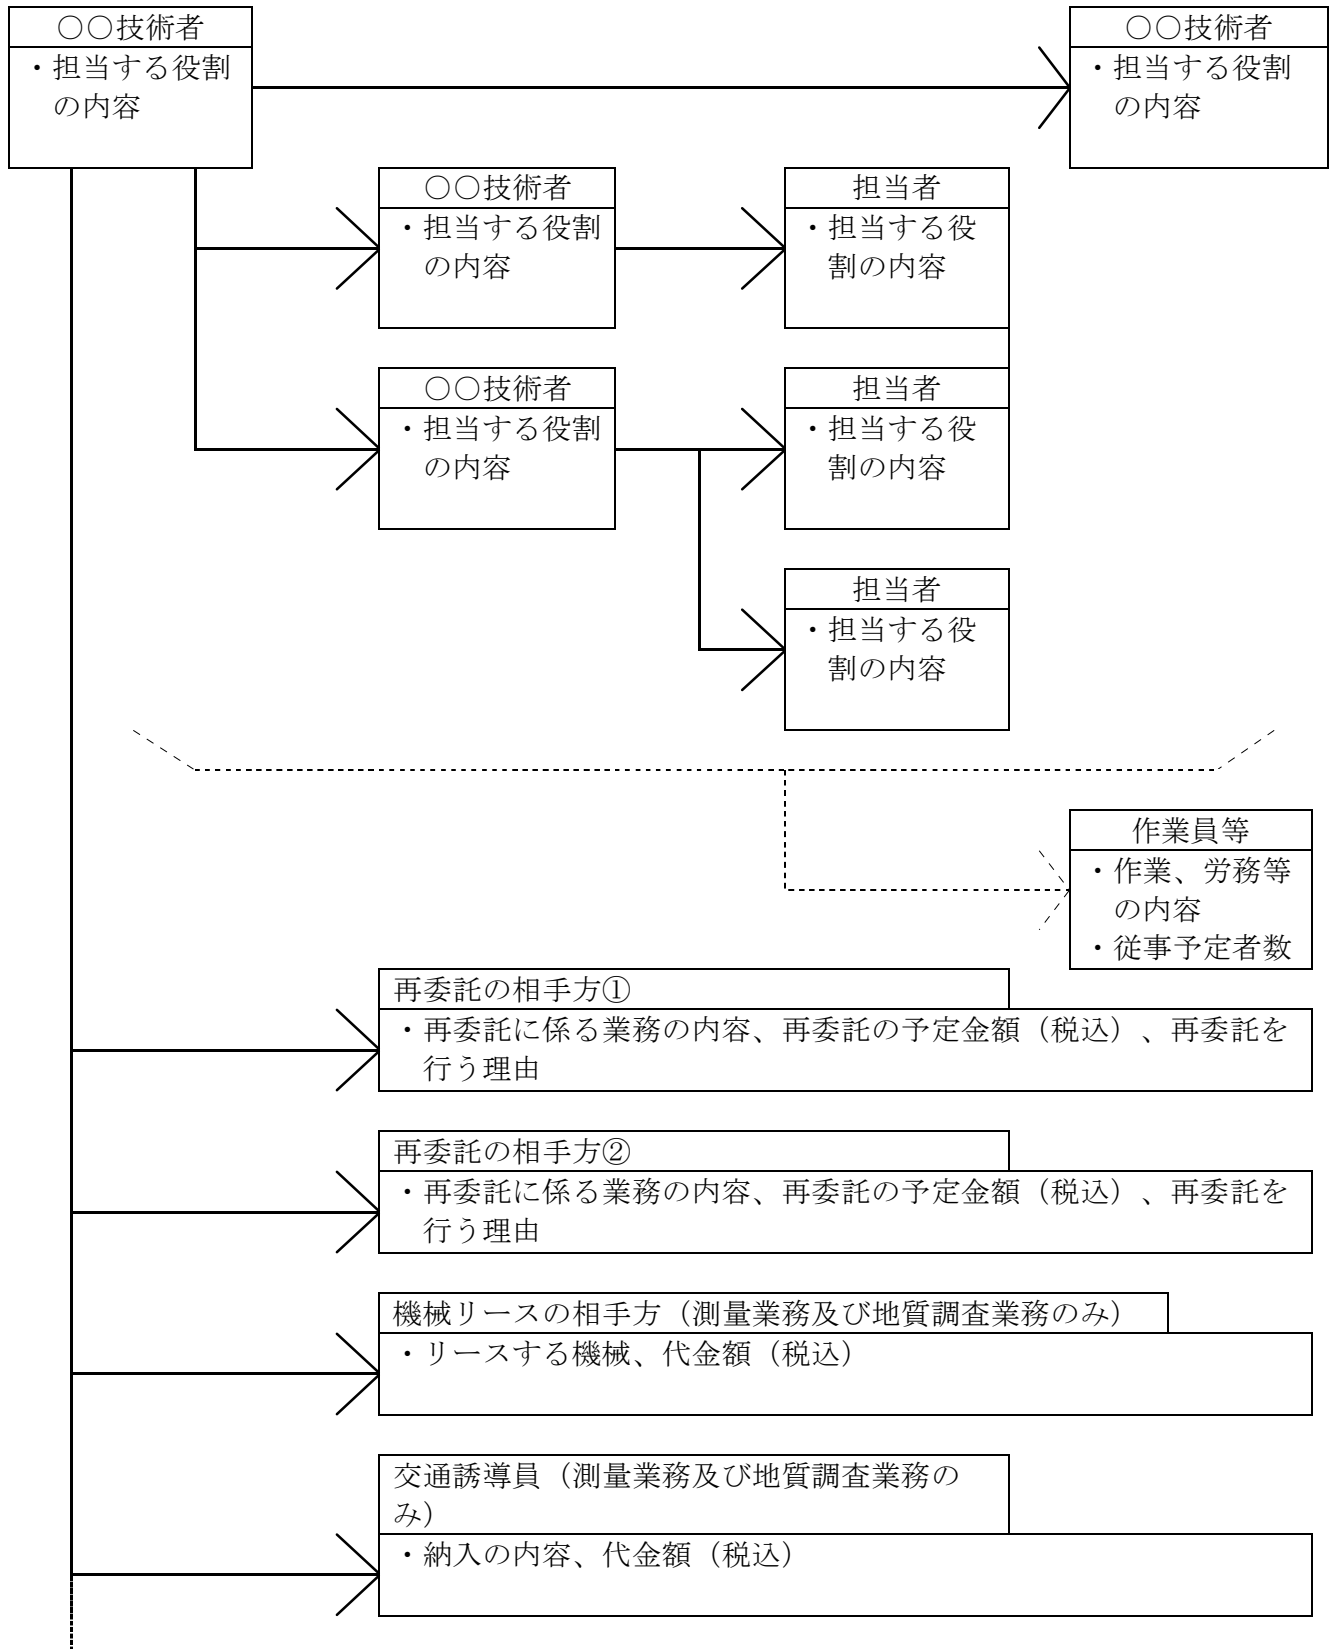 〇〇技術者
・担当する役割
の内容
〇〇技術者
・担当する役割
の内容
〇〇技術者
・担当する役割
の内容
担当者
・担当する役
割の内容
〇〇技術者
・担当する役割
の内容
担当者
・担当する役
割の内容
担当者
・担当する役
割の内容
作業員等
・作業、労務等
の内容
・従事予定者数
再委託の相手方①
・再委託に係る業務の内容、再委託の予定金額（税込）、再委託を
行う理由
再委託の相手方②
・再委託に係る業務の内容、再委託の予定金額（税込）、再委託を
行う理由
機械リースの相手方（測量業務及び地質調査業務のみ）
・リースする機械、代金額（税込）
交通誘導員（測量業務及び地質調査業務の
み）
・納入の内容、代金額（税込）